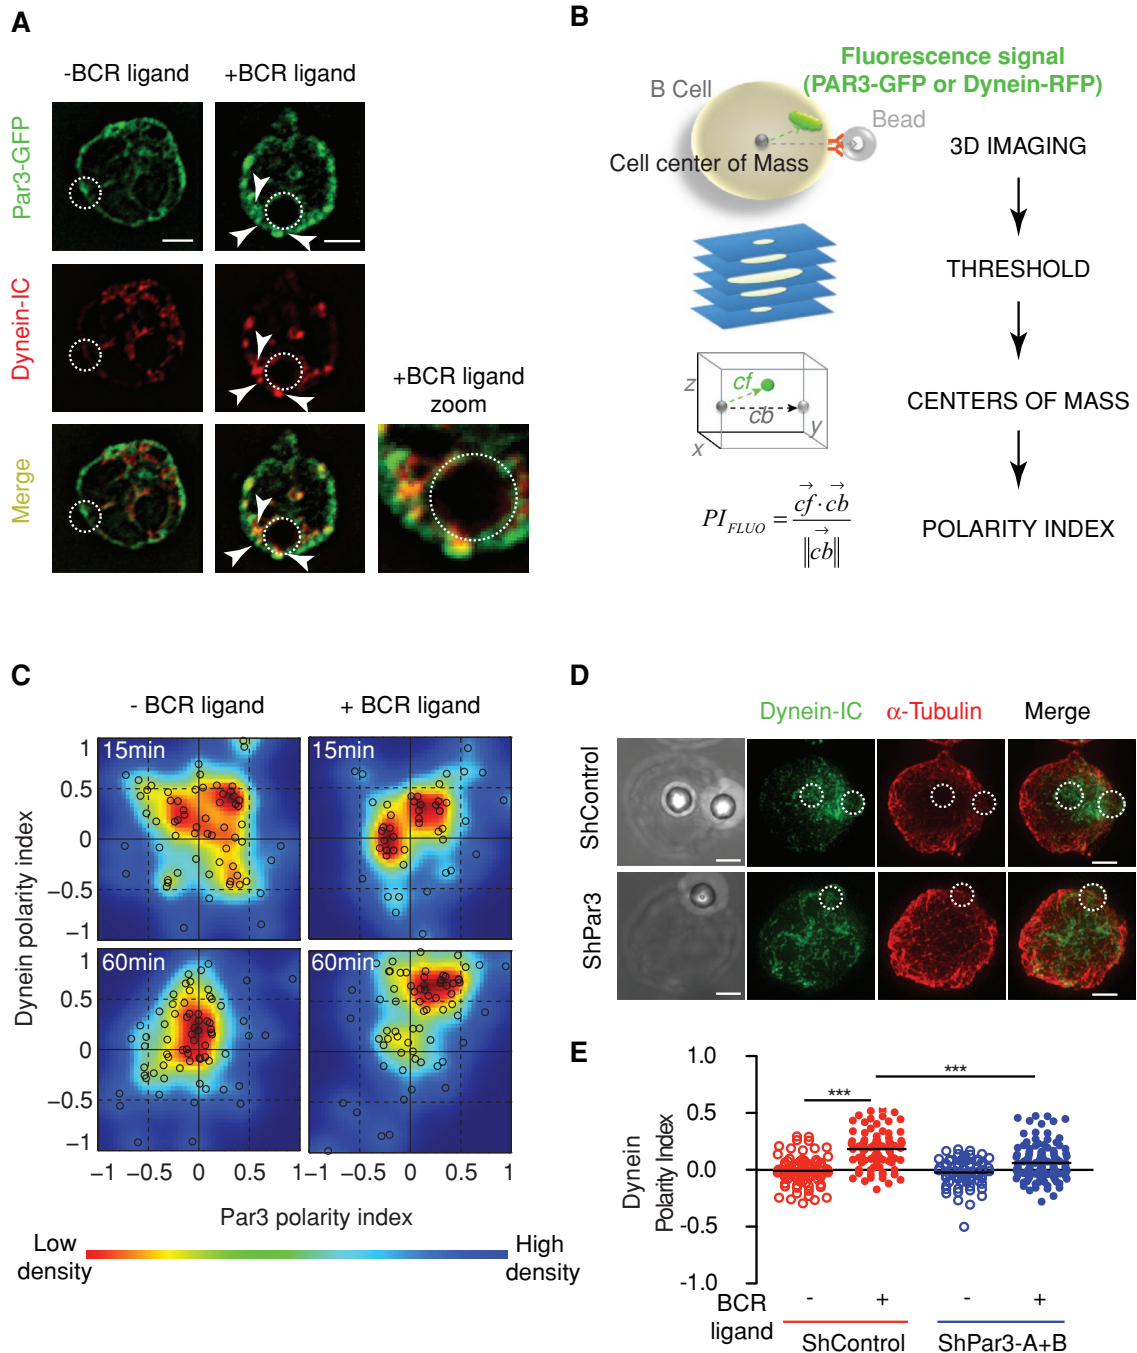 A
-BCR ligand
+BCR ligand
Par3-GFP
Dynein-IC
+BCR ligand
zoom
Merge
B
Fluorescence signal
(PAR3-GFP or Dynein-RFP)
B Cell
Bead
Cell center of Mass
3D IMAGING
THRESHOLD
z
cf
cb
y
x
CENTERS OF MASS
PI_FLUO = cf · cb / ||cb||
POLARITY INDEX
C
- BCR ligand
+ BCR ligand
Dynein polarity index
1
0.5
0
−0.5
−1
15min
15min
1
0.5
0
−0.5
−1
60min
60min
−1 −0.5 0 0.5 1
−1 −0.5 0 0.5 1
Par3 polarity index
Low
density
High
density
D
Dynein-IC
α-Tubulin
Merge
ShControl
ShPar3
E
Dynein
Polarity Index
1.0
0.5
0.0
-0.5
-1.0
***
***
BCR
ligand
- + - +
ShControl
ShPar3-A+B